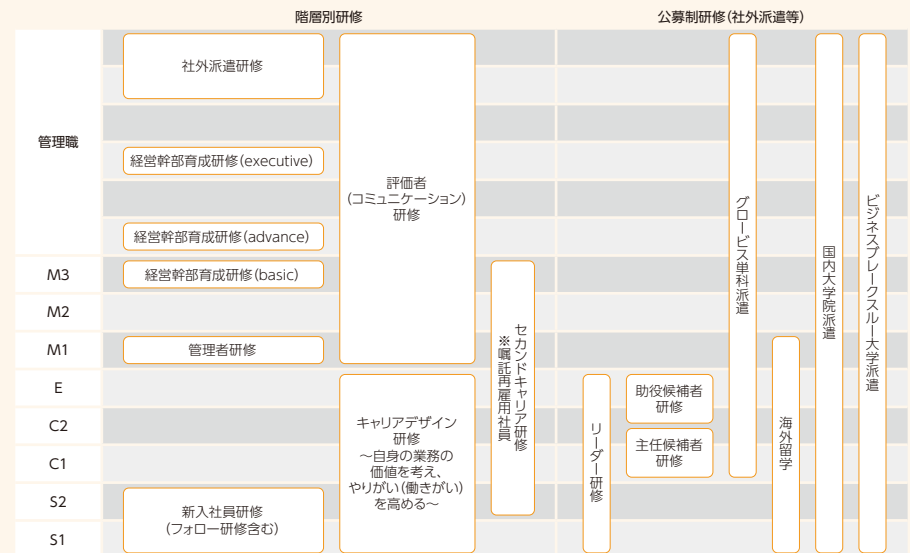 階層別研修
公募制研修(社外派遣等)
管理職
M3
M2
M1
E
C2
C1
S2
S1
社外派遣研修
経営幹部育成研修(executive)
経営幹部育成研修(advance)
経営幹部育成研修(basic)
管理者研修
新入社員研修
(フォロー研修含む)
評価者
(コミュニケーション)
研修
キャリアデザイン
研修
～自身の業務の
価値を考え、
やりがい(働きがい)
を高める～
セカンドキャリア研修
※嘱託再雇用社員
リーダー研修
助役候補者
研修
主任候補者
研修
グロービス単科派遣
海外留学
国内大学院派遣
ビジネスブレークスルー大学派遣